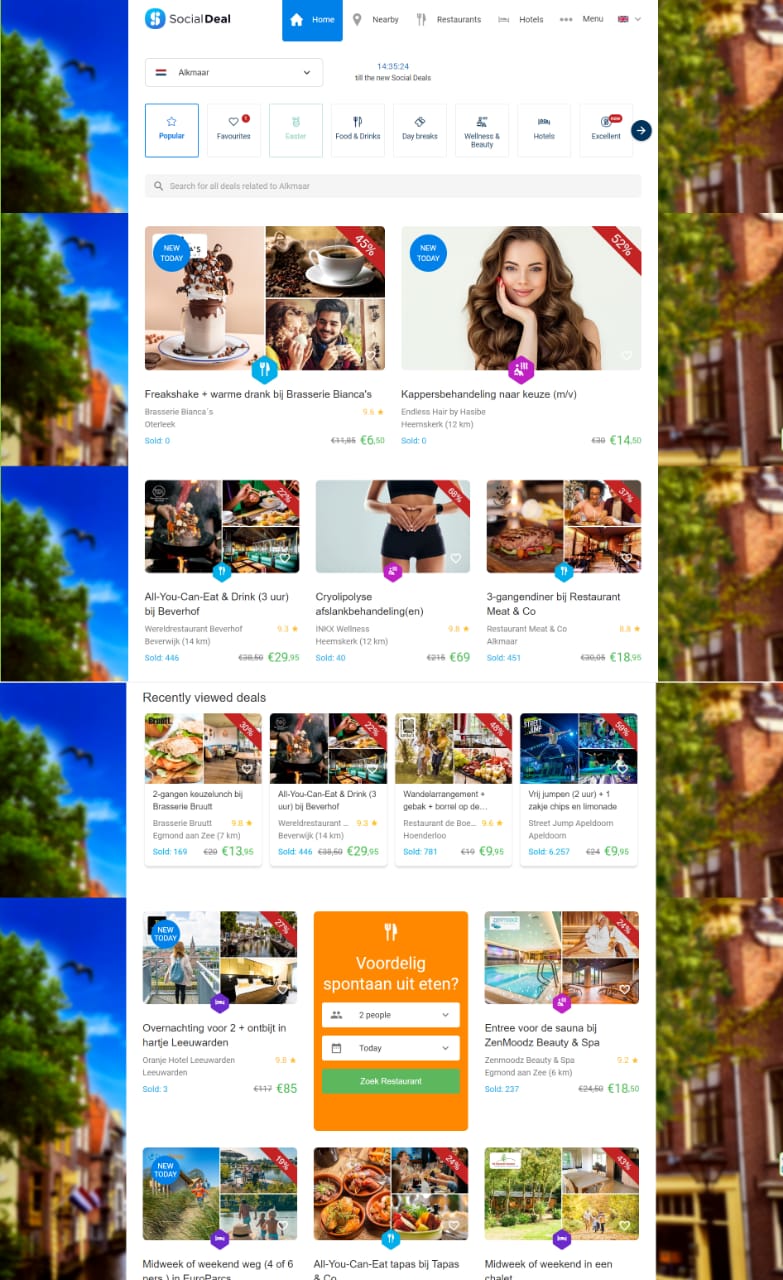 SocialDeal
Home
Nearby
Restaurants
Hotels
Menu
Alkmaar
14:35:24
till the new Social Deals
Popular
Favourites
1
Easter
Food & Drinks
Day breaks
Wellness &
Beauty
Hotels
new
Excellent
Search for all deals related to Alkmaar
NEW
TODAY
45%
NEW
TODAY
52%
Freakshake + warme drank bij Brasserie Bianca's
Brasserie Bianca´s
9.6 ★
Oterleek
Sold: 0
€11,85 €6,50
Kappersbehandeling naar keuze (m/v)
Endless Hair by Hasibe
Heemskerk (12 km)
Sold: 0
€30 €14,50
22%
68%
37%
All-You-Can-Eat & Drink (3 uur)
bij Beverhof
Wereldrestaurant Beverhof
9.3 ★
Beverwijk (14 km)
Sold: 446
€38,50 €29,95
Cryolipolyse
afslankbehandeling(en)
INKX Wellness
9.8 ★
Heemskerk (12 km)
Sold: 40
€215 €69
3-gangendiner bij Restaurant
Meat & Co
Restaurant Meat & Co
8.8 ★
Alkmaar
Sold: 451
€30,05 €18,95
Recently viewed deals
Bruutt.
30%
22%
48%
STREET
JUMP
59%
2-gangen keuzelunch bij
Brasserie Bruutt
Brasserie Bruutt
9.8 ★
Egmond aan Zee (7 km)
Sold: 169
€20 €13,95
All-You-Can-Eat & Drink (3
uur) bij Beverhof
Wereldrestaurant ...
9.3 ★
Beverwijk (14 km)
Sold: 446
€38,50 €29,95
Wandelarrangement +
gebak + borrel op de...
Restaurant de Boe...
9.6 ★
Hoenderloo
Sold: 781
€19 €9,95
Vrij jumpen (2 uur) + 1
zakje chips en limonade
Street Jump Apeldoorn
Apeldoorn
Sold: 6.257
€24 €9,95
NEW
TODAY
27%
Voordelig
spontaan uit eten?
2 people
Today
Zoek Restaurant
ZENMOODZ
24%
Overnachting voor 2 + ontbijt in
hartje Leeuwarden
Oranje Hotel Leeuwarden
9.8 ★
Leeuwarden
Sold: 3
€117 €85
Entree voor de sauna bij
ZenMoodz Beauty & Spa
Zenmoodz Beauty & Spa
9.2 ★
Egmond aan Zee (6 km)
Sold: 237
€24,50 €18,50
NEW
TODAY
19%
24%
43%
Midweek of weekend weg (4 of 6
pers.) in EuroParcs
All-You-Can-Eat tapas bij Tapas
& Co
Midweek of weekend in een
chalet